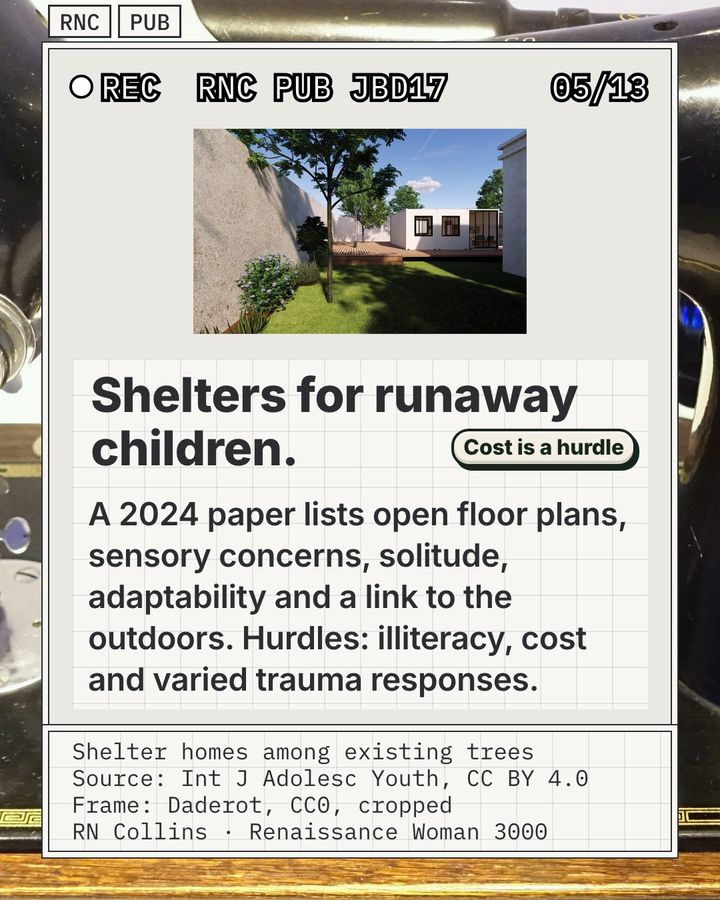 RNC PUB
REC RNC PUB JBD17 05/13
Shelters for runaway
children.
Cost is a hurdle
A 2024 paper lists open floor plans,
sensory concerns, solitude,
adaptability and a link to the
outdoors. Hurdles: illiteracy, cost
and varied trauma responses.
Shelter homes among existing trees
Source: Int J Adolesc Youth, CC BY 4.0
Frame: Daderot, CC0, cropped
RN Collins · Renaissance Woman 3000